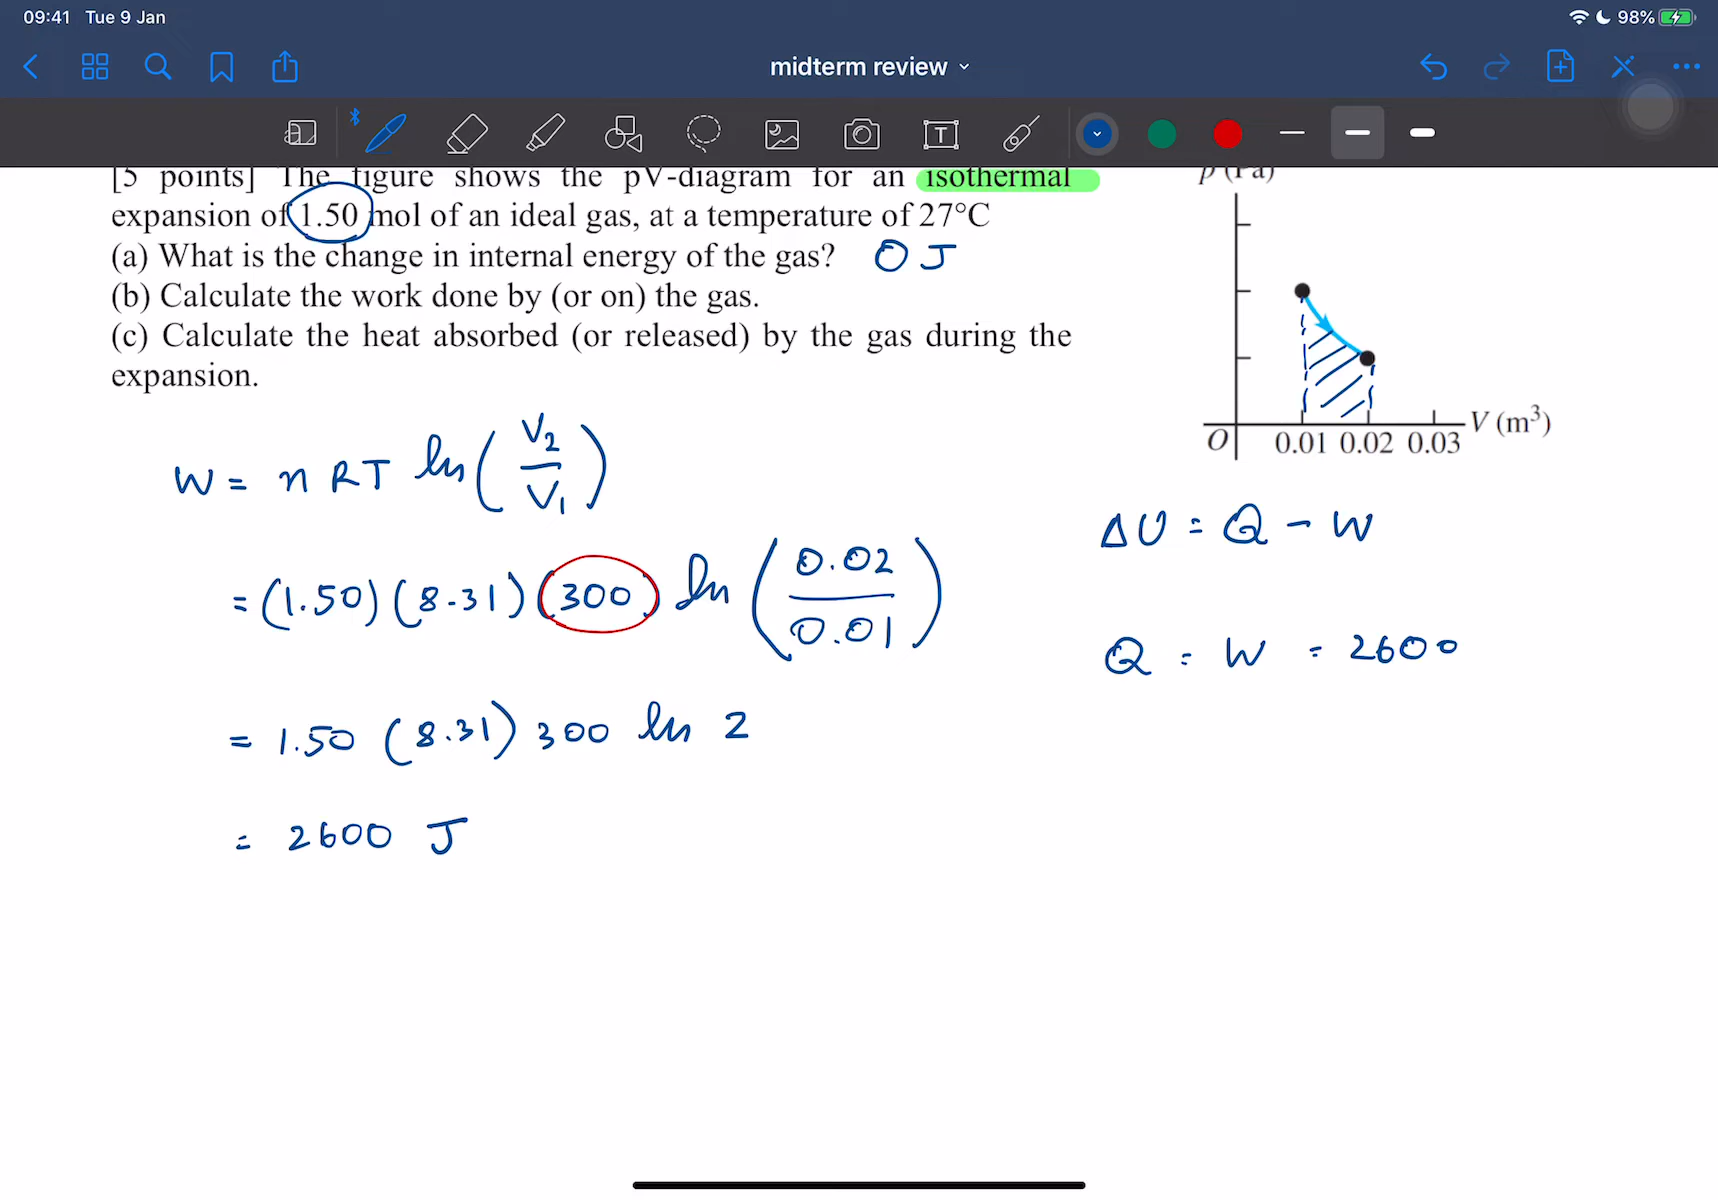 09:41 Tue 9 Jan
98%
midterm review
[5 points] The figure shows the pV-diagram for an isothermal
expansion of 1.50 mol of an ideal gas, at a temperature of 27°C
(a) What is the change in internal energy of the gas? 0 J
(b) Calculate the work done by (or on) the gas.
(c) Calculate the heat absorbed (or released) by the gas during the
expansion.
p (Pa)
V (m³)
O 0.01 0.02 0.03
W = nRT ln(V₂/V₁)
= (1.50)(8.31)(300) ln(0.02/0.01)
= 1.50 (8.31) 300 ln 2
= 2600 J
ΔU = Q - W
Q = W = 2600